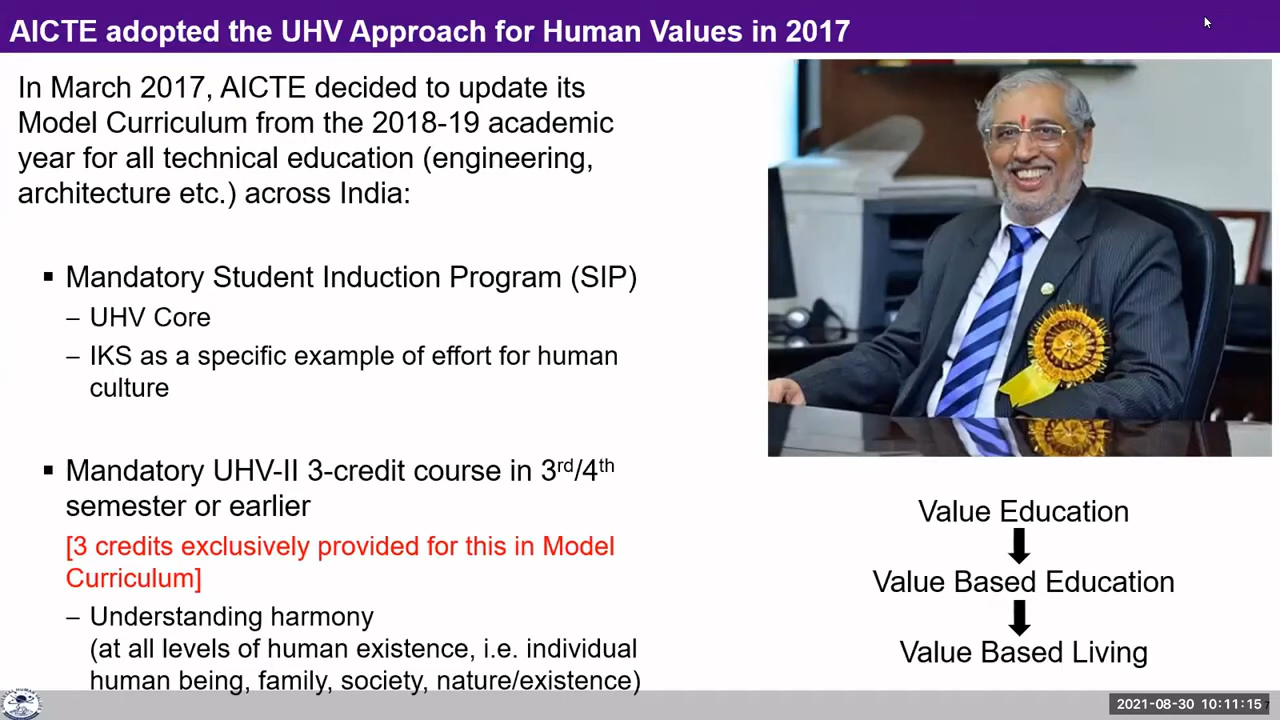 AICTE adopted the UHV Approach for Human Values in 2017
In March 2017, AICTE decided to update its
Model Curriculum from the 2018-19 academic
year for all technical education (engineering,
architecture etc.) across India:
▪ Mandatory Student Induction Program (SIP)
– UHV Core
– IKS as a specific example of effort for human
culture
▪ Mandatory UHV-II 3-credit course in 3rd/4th
semester or earlier
[3 credits exclusively provided for this in Model
Curriculum]
– Understanding harmony
(at all levels of human existence, i.e. individual
human being, family, society, nature/existence)
Value Education
Value Based Education
Value Based Living
2021-08-30 10:11:15